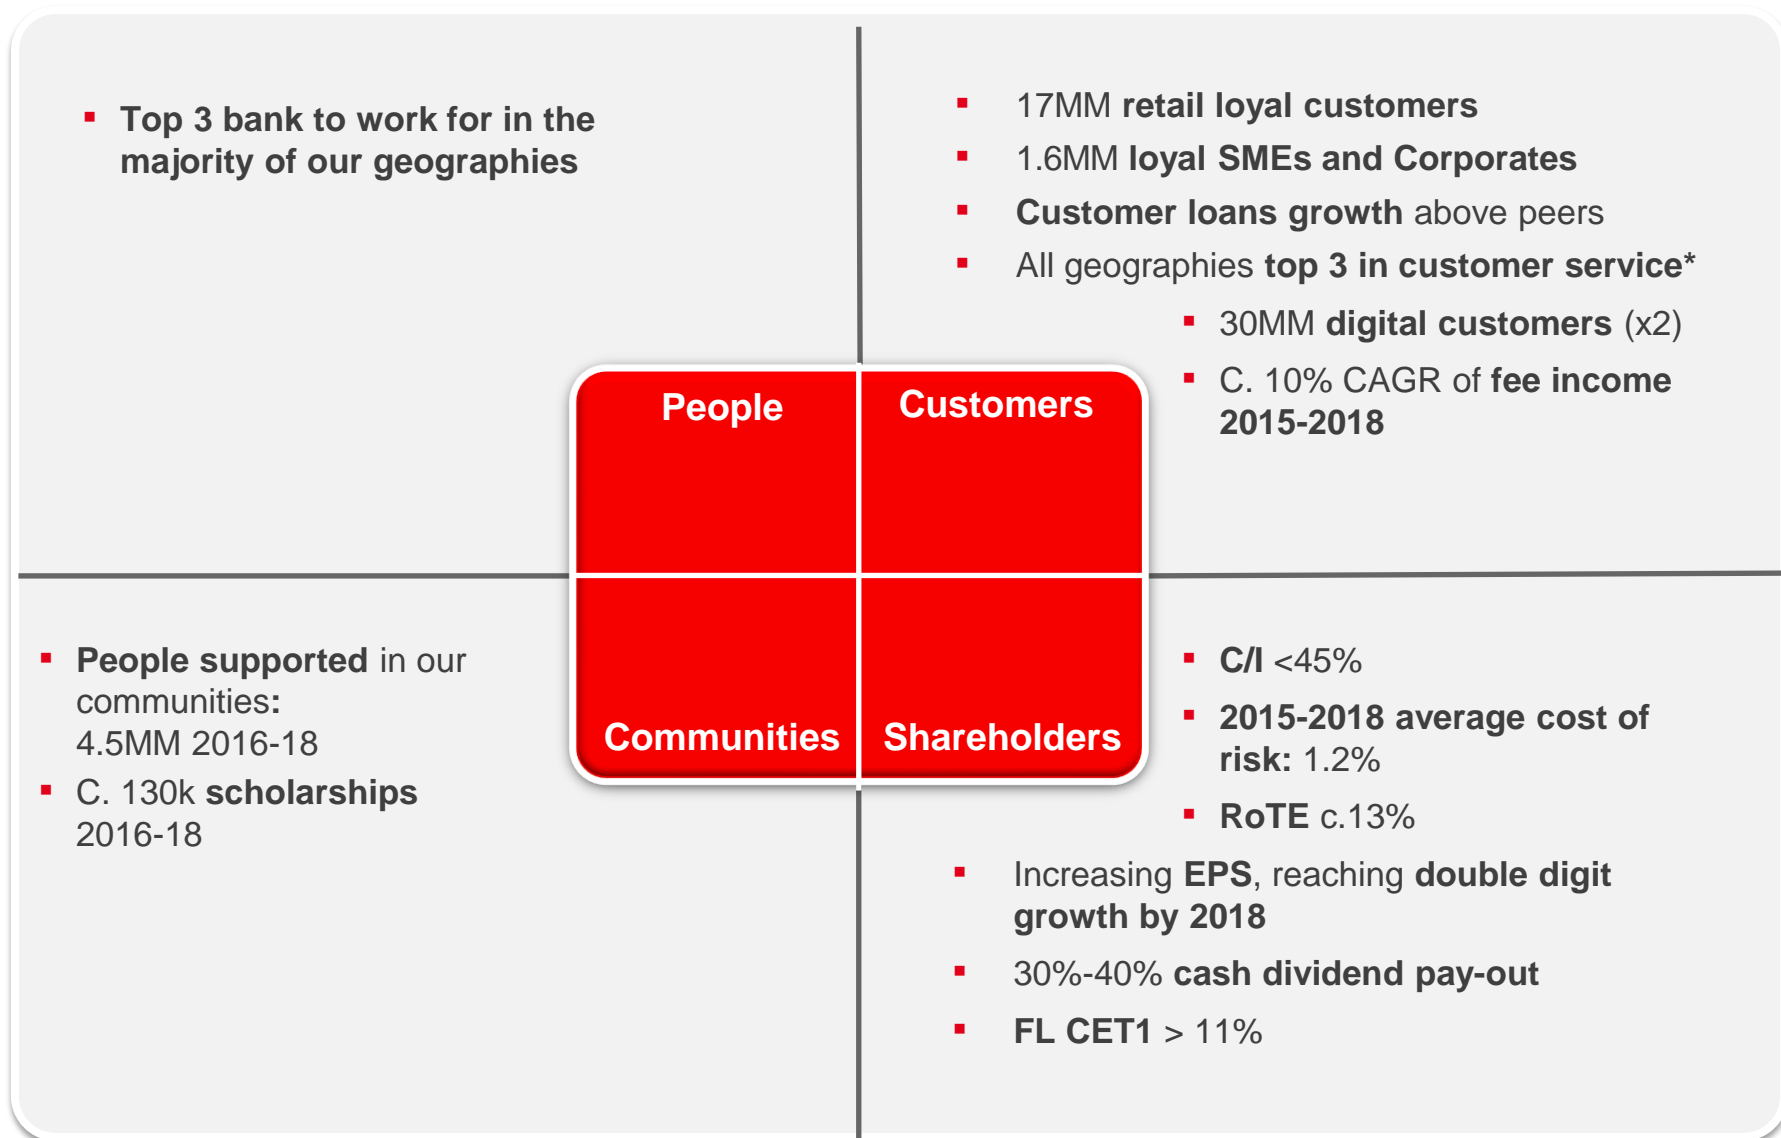 Top 3 bank to work for in the
majority of our geographies
17MM retail loyal customers
1.6MM loyal SMEs and Corporates
Customer loans growth above peers
All geographies top 3 in customer service*
30MM digital customers (x2)
C. 10% CAGR of fee income
2015-2018
People
Customers
Communities
Shareholders
People supported in our
communities:
4.5MM 2016-18
C. 130k scholarships
2016-18
C/I <45%
2015-2018 average cost of
risk: 1.2%
RoTE c.13%
Increasing EPS, reaching double digit
growth by 2018
30%-40% cash dividend pay-out
FL CET1 > 11%